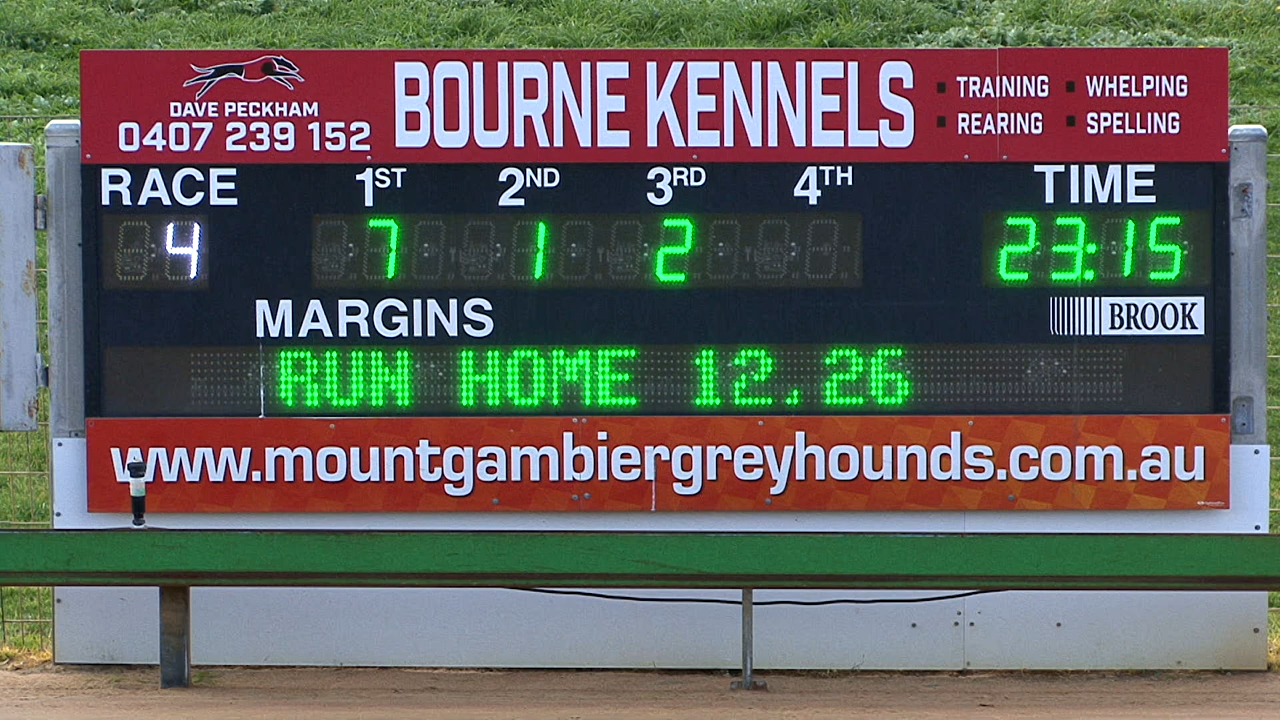 DAVE PECKHAM
0407 239 152
BOURNE KENNELS
TRAINING
WHELPING
REARING
SPELLING
RACE 1ST 2ND 3RD 4TH TIME
4 7 1 2 23:15
MARGINS
BROOK
RUN HOME 12.26
www.mountgambiergreyhounds.com.au